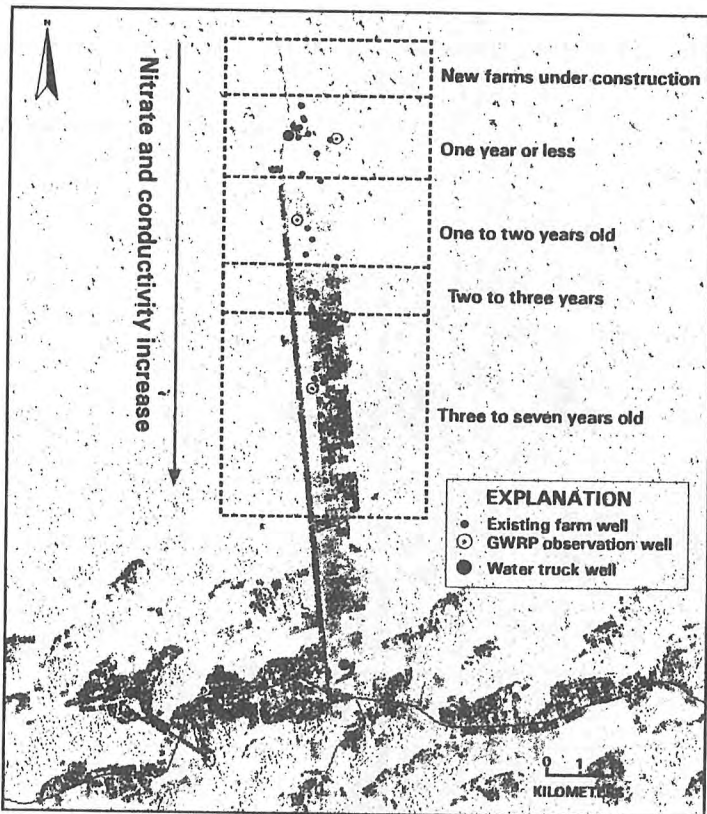 N
Nitrate and conductivity increase
New farms under construction
One year or less
One to two years old
Two to three years
Three to seven years old
EXPLANATION
Existing farm well
GWRP observation well
Water truck well
0 1
KILOMETERS